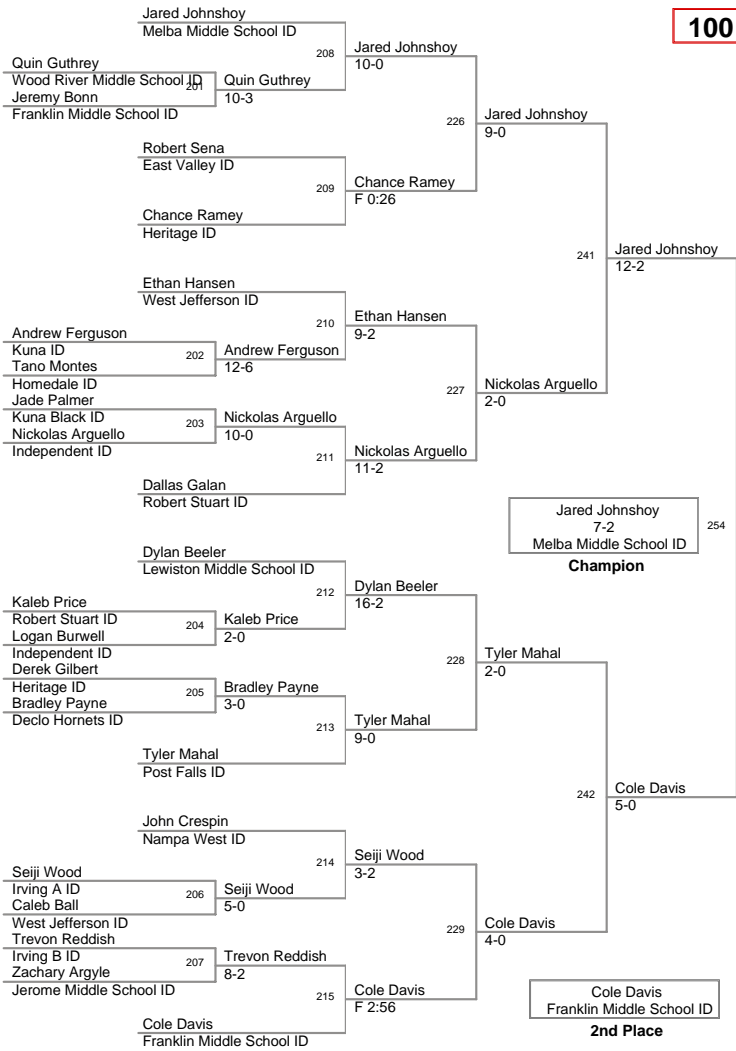 Jared Johnshoy
Melba Middle School ID
100
208
Jared Johnshoy
10-0
Quin Guthrey
Wood River Middle School ID
201
Quin Guthrey
10-3
Jeremy Bonn
Franklin Middle School ID
226
Jared Johnshoy
9-0
Robert Sena
East Valley ID
209
Chance Ramey
F 0:26
Chance Ramey
Heritage ID
241
Jared Johnshoy
12-2
Ethan Hansen
West Jefferson ID
210
Ethan Hansen
9-2
Andrew Ferguson
Kuna ID
202
Andrew Ferguson
12-6
Tano Montes
Homedale ID
227
Nickolas Arguello
2-0
Jade Palmer
Kuna Black ID
203
Nickolas Arguello
10-0
Nickolas Arguello
Independent ID
211
Nickolas Arguello
11-2
Dallas Galan
Robert Stuart ID
Jared Johnshoy
7-2
Melba Middle School ID
254
Champion
Dylan Beeler
Lewiston Middle School ID
212
Dylan Beeler
16-2
Kaleb Price
Robert Stuart ID
204
Kaleb Price
2-0
Logan Burwell
Independent ID
228
Tyler Mahal
2-0
Derek Gilbert
Heritage ID
205
Bradley Payne
3-0
Bradley Payne
Declo Hornets ID
213
Tyler Mahal
9-0
Tyler Mahal
Post Falls ID
242
Cole Davis
5-0
John Crespin
Nampa West ID
214
Seiji Wood
3-2
Seiji Wood
Irving A ID
206
Seiji Wood
5-0
Caleb Ball
West Jefferson ID
229
Cole Davis
4-0
Trevon Reddish
Irving B ID
207
Trevon Reddish
8-2
Zachary Argyle
Jerome Middle School ID
215
Cole Davis
F 2:56
Cole Davis
Franklin Middle School ID
Cole Davis
Franklin Middle School ID
2nd Place